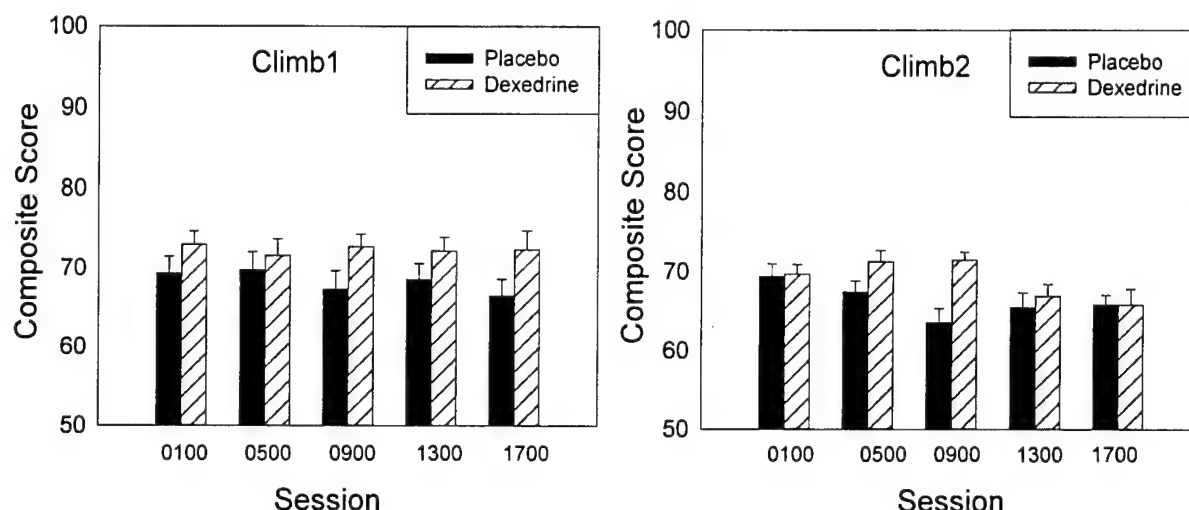 Climb1
Placebo
Dexedrine
Composite Score
100
90
80
70
60
50
0100 0500 0900 1300 1700
Session
Climb2
Placebo
Dexedrine
Composite Score
100
90
80
70
60
50
0100 0500 0900 1300 1700
Session